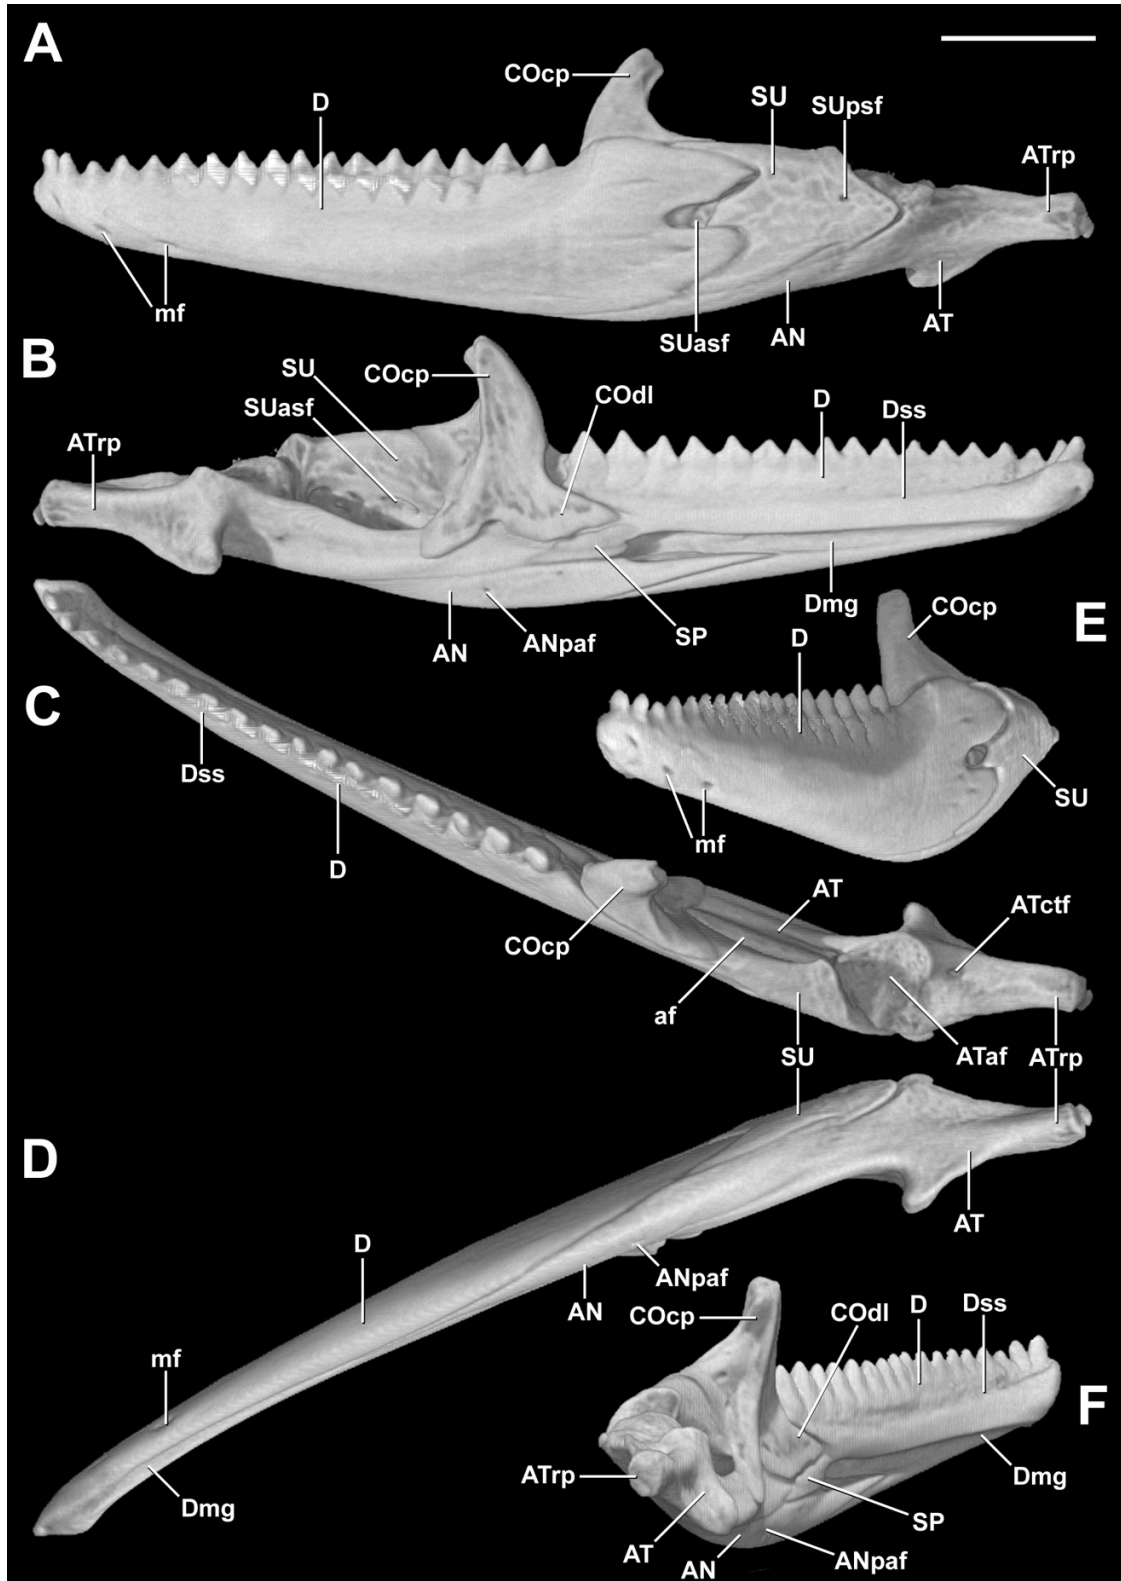 A
COcp
D
SU
SUpsf
ATrp
mf
SUasf
AN
AT
B
SU
COcp
SUasf
COdl
D
Dss
ATrp
AN
ANpaf
SP
Dmg
E
COcp
D
SU
mf
C
Dss
D
COcp
AT
ATctf
af
SU
ATaf
ATrp
D
AT
D
ANpaf
AN
mf
Dmg
F
COcp
COdl
D
Dss
ATrp
Dmg
SP
AT
AN
ANpaf